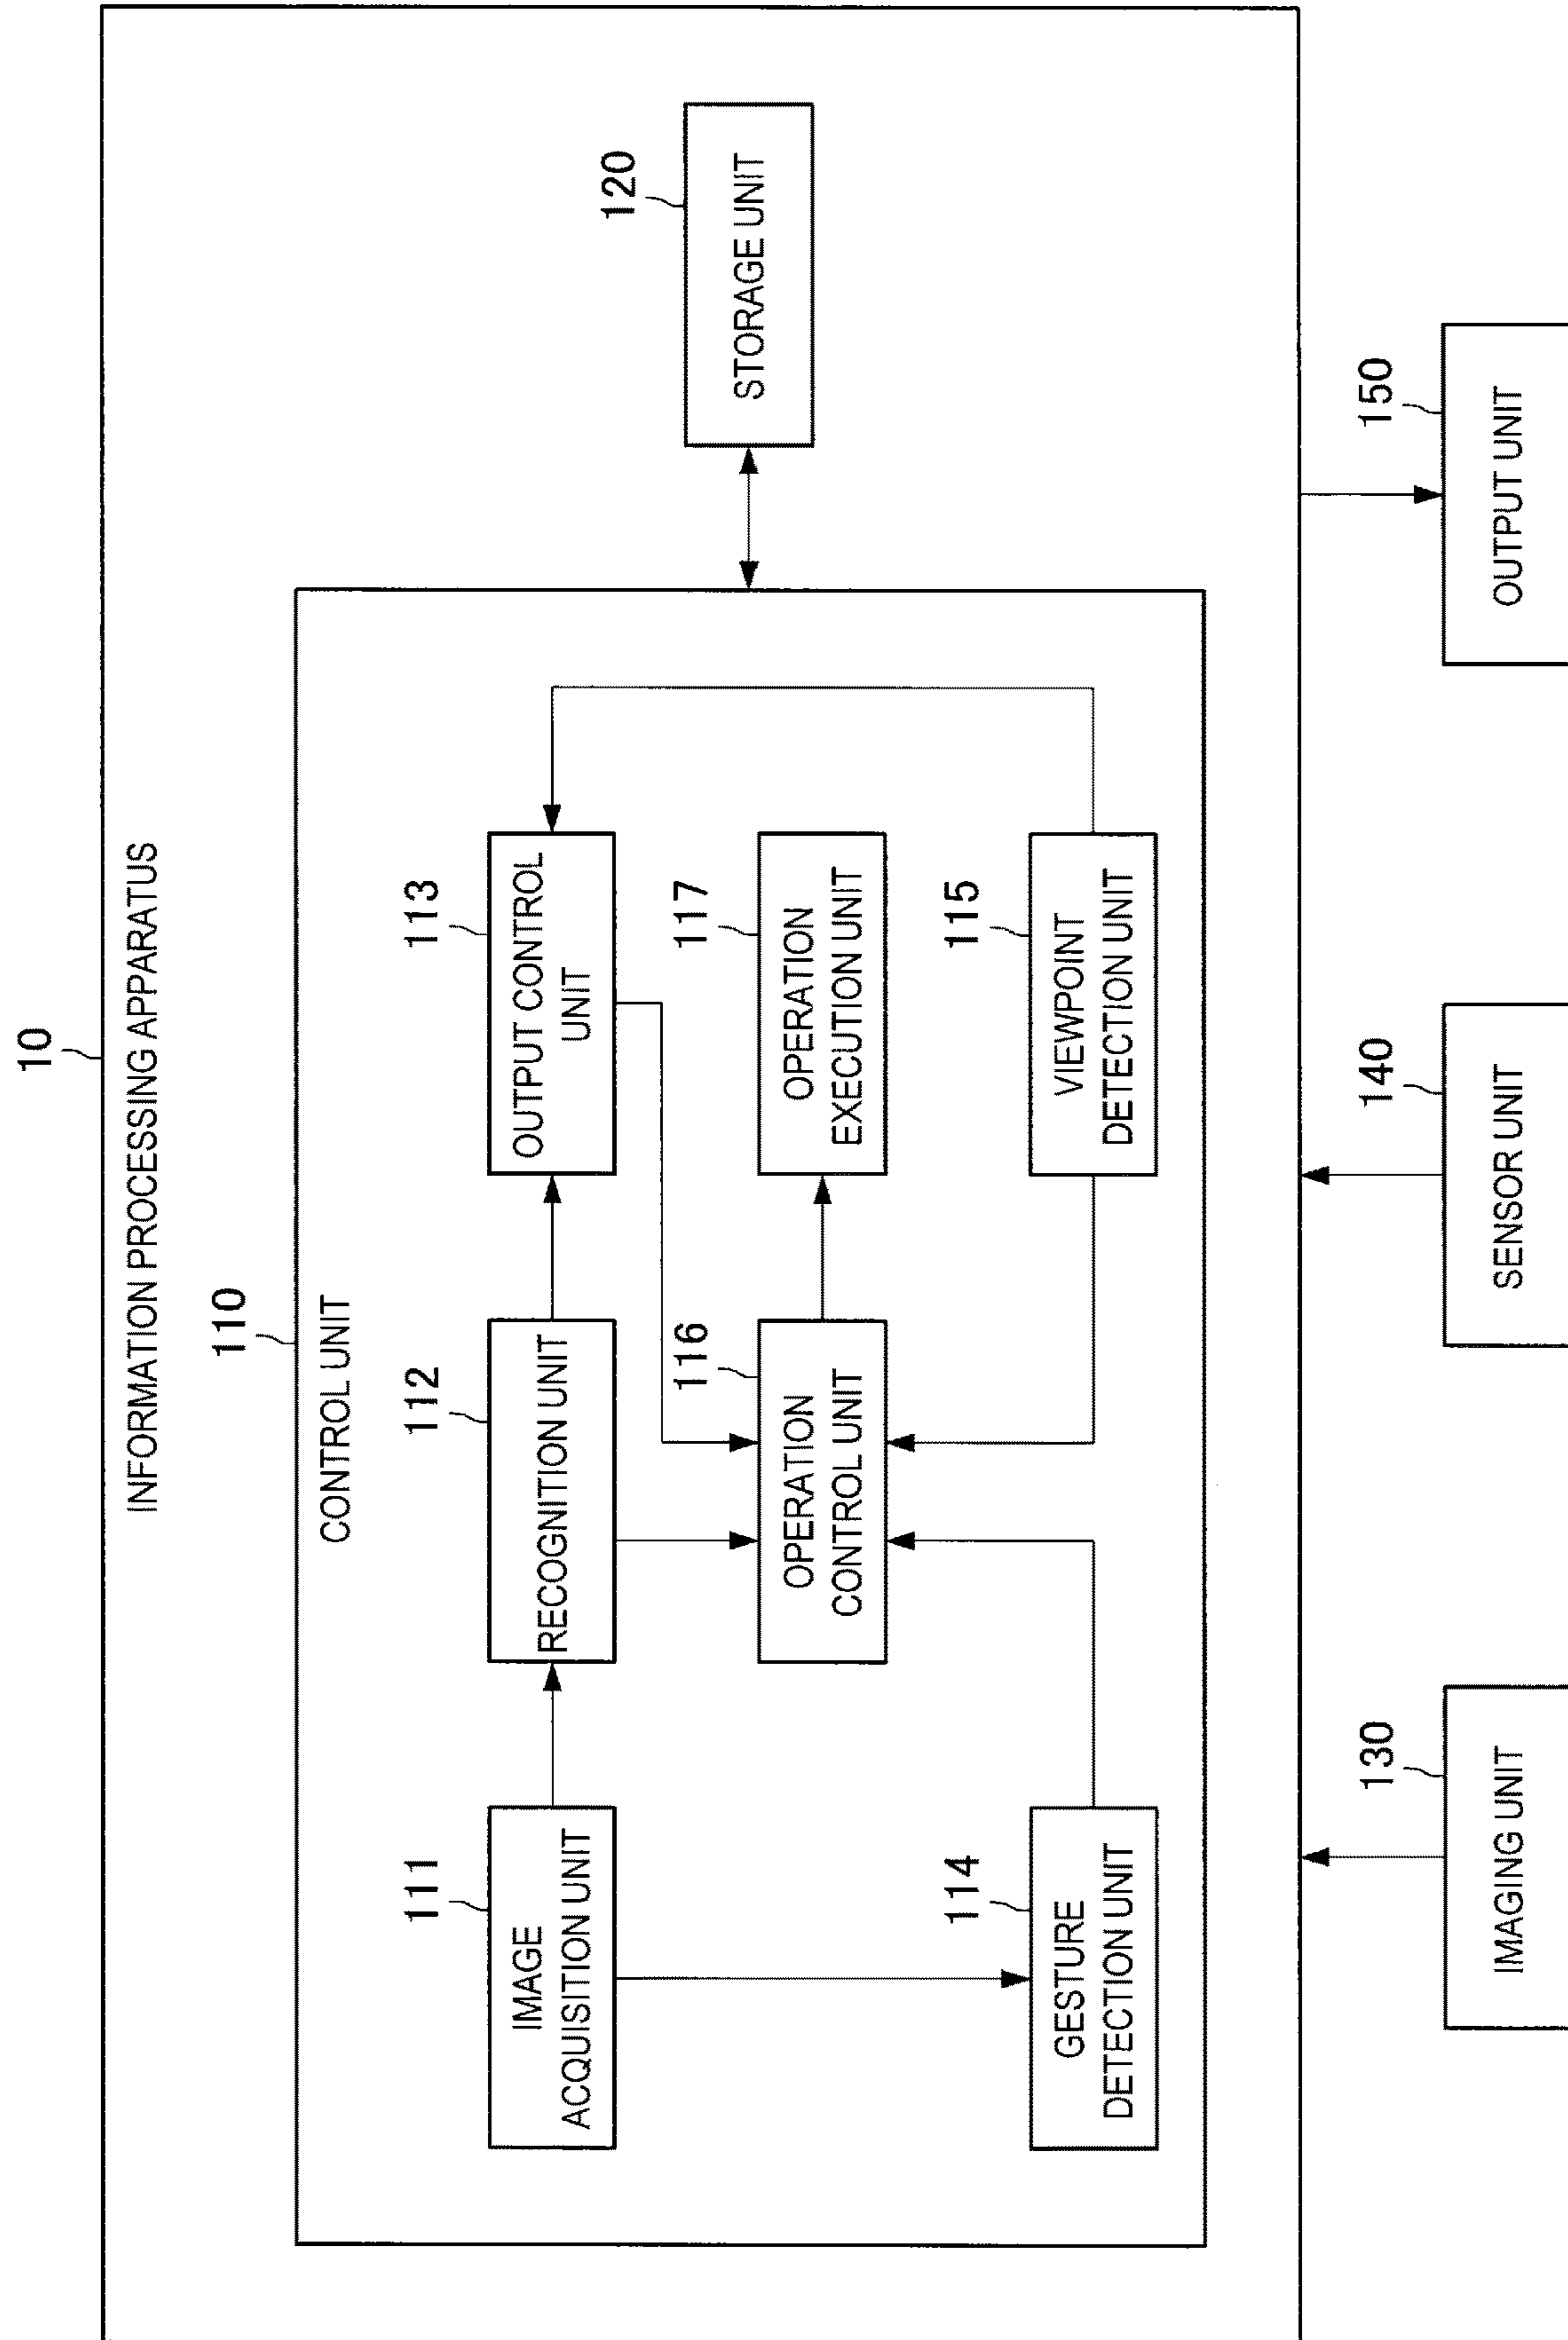 10
INFORMATION PROCESSING APPARATUS
110
CONTROL UNIT
111
IMAGE
ACQUISITION UNIT
112
RECOGNITION UNIT
113
OUTPUT CONTROL
UNIT
116
OPERATION
CONTROL UNIT
117
OPERATION
EXECUTION UNIT
114
GESTURE
DETECTION UNIT
115
VIEWPOINT
DETECTION UNIT
120
STORAGE UNIT
130
IMAGING UNIT
140
SENSOR UNIT
150
OUTPUT UNIT